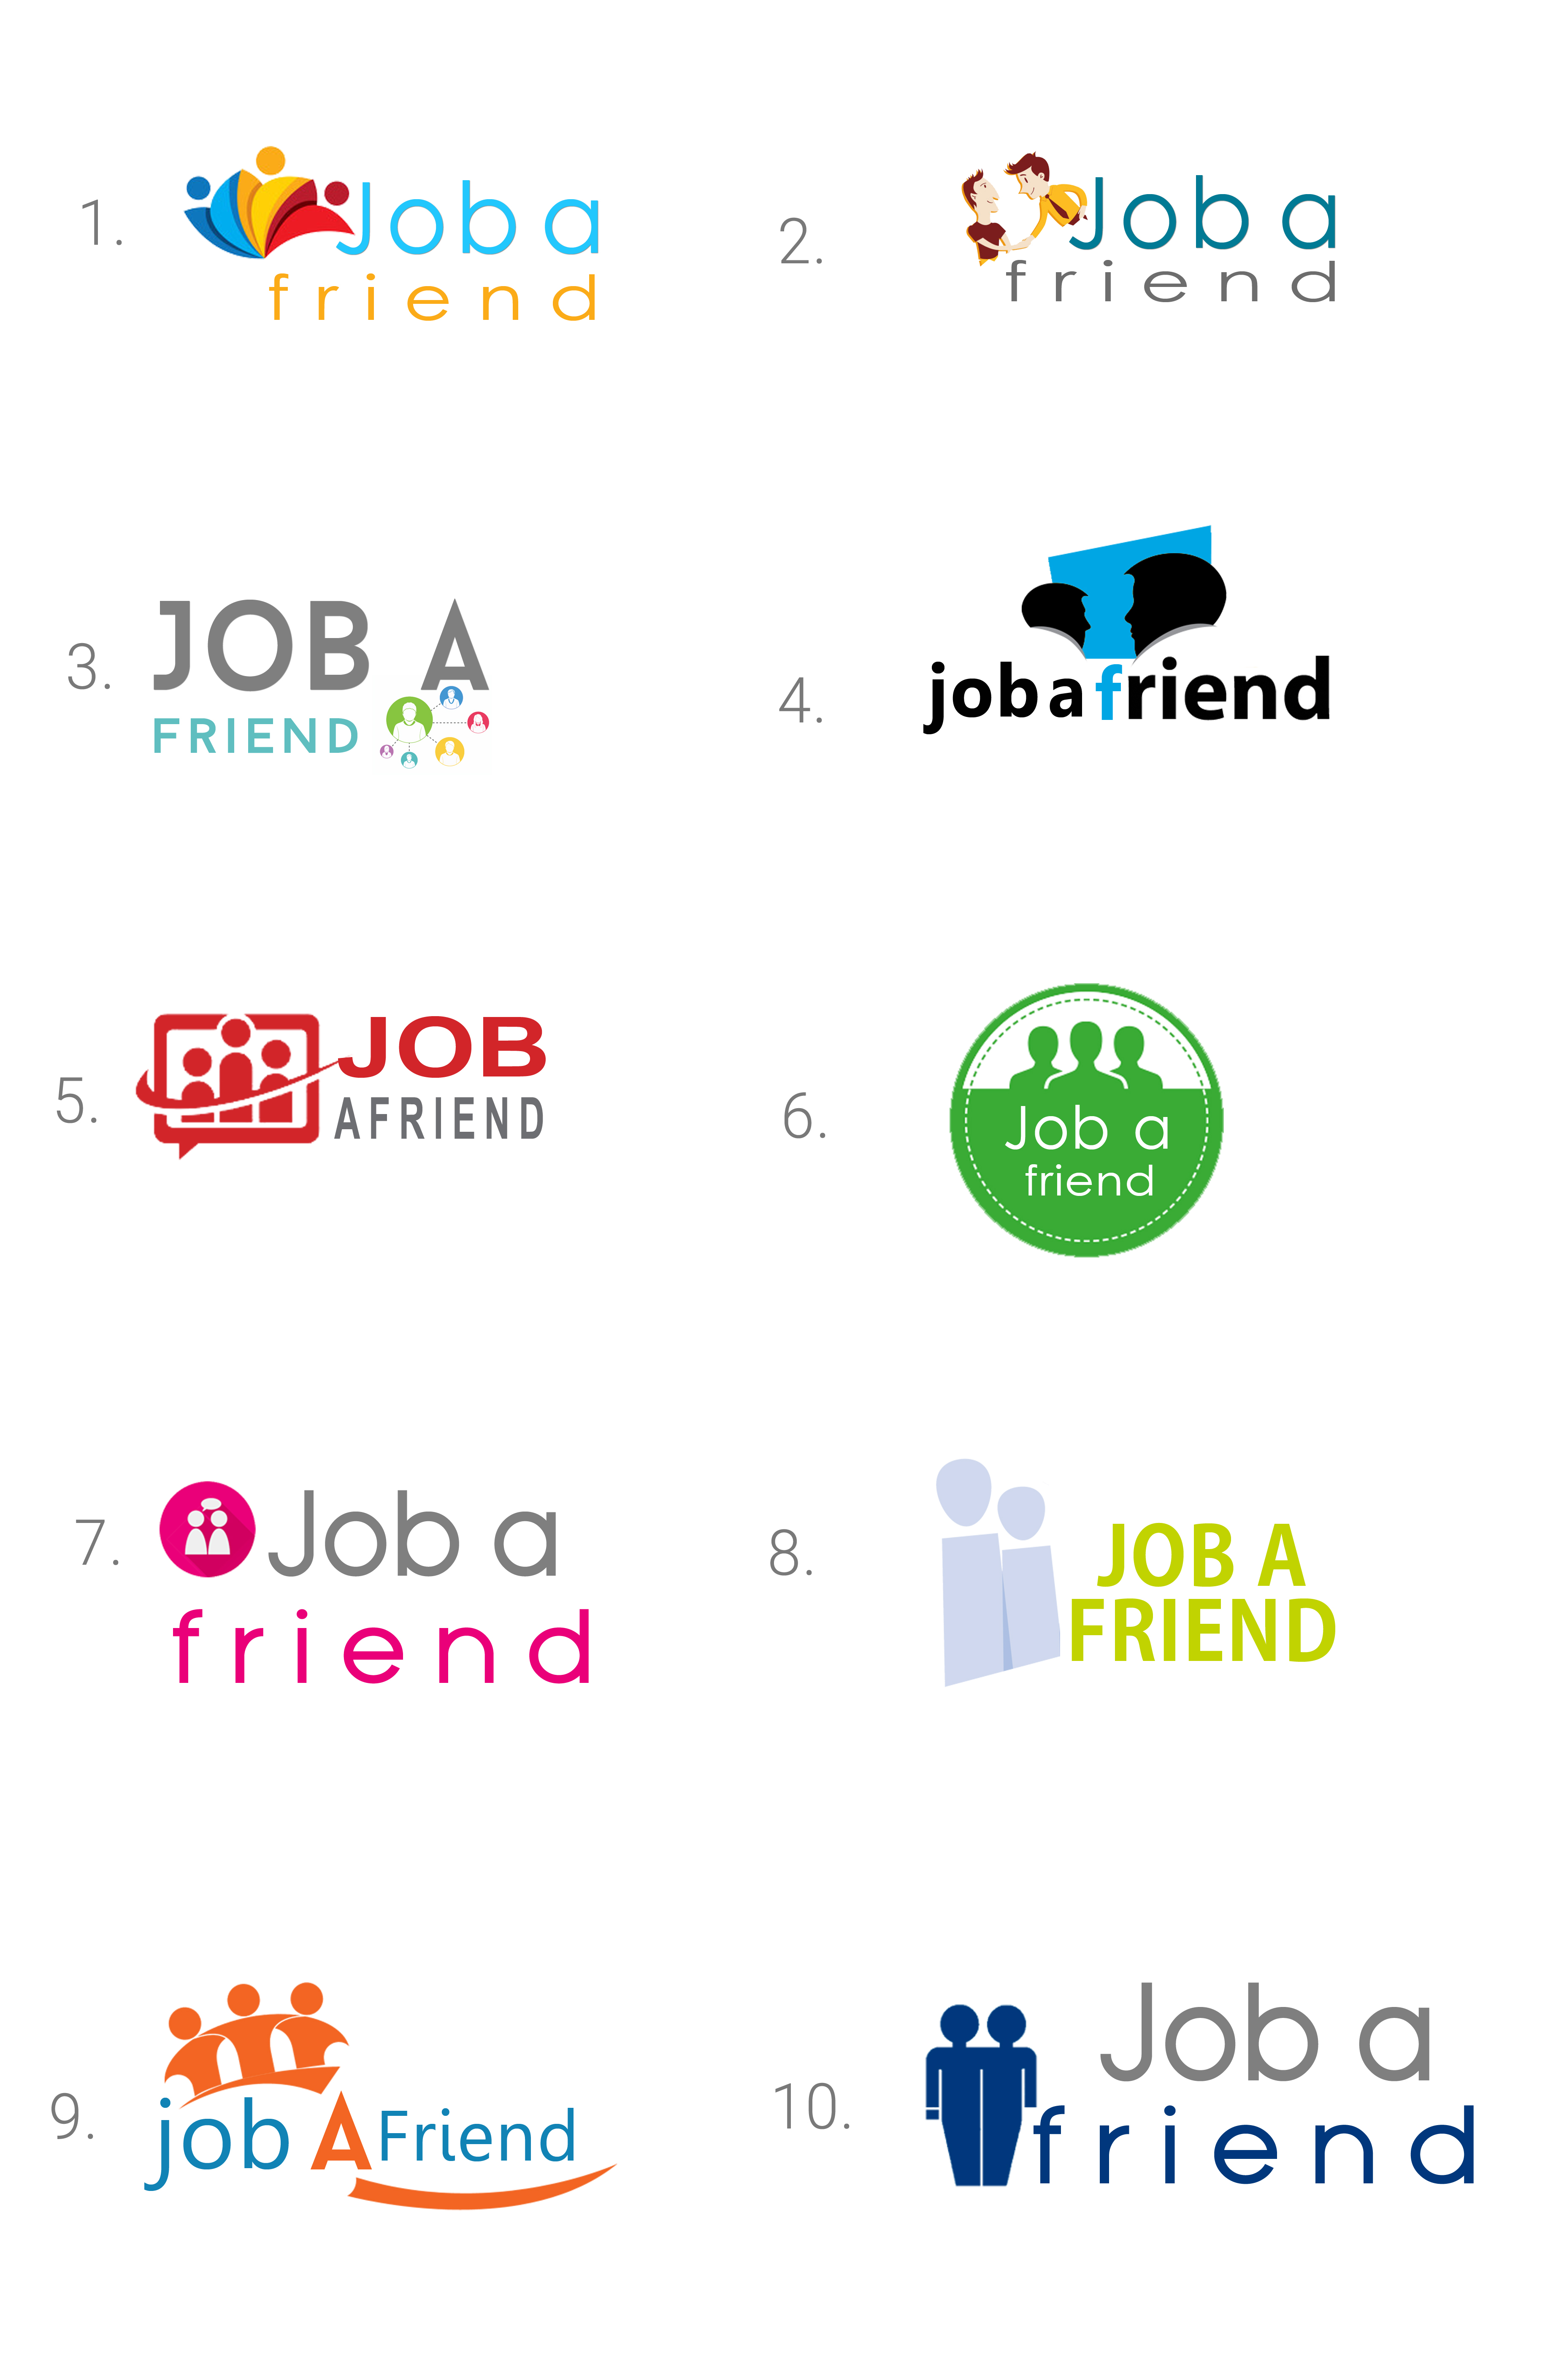 1.
Job a
friend
2.
Job a
friend
3.
JOB A
FRIEND
4.
job a friend
5.
JOB
AFRIEND
6.
Job a
friend
7.
Job a
friend
8.
JOB A
FRIEND
9.
job A Friend
10.
Job a
friend